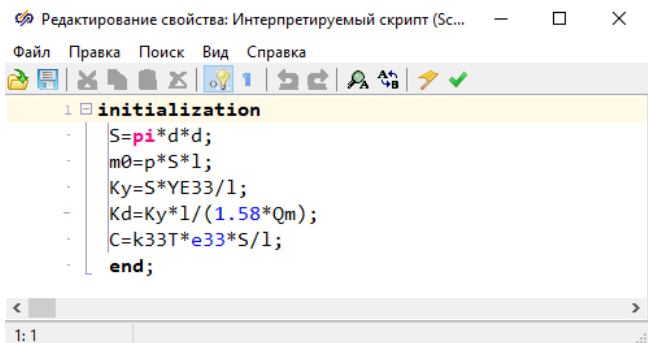 Редактирование свойства: Интерпретируемый скрипт (Sc...
Файл Правка Поиск Вид Справка
1 initialization
S=pi*d*d;
m0=p*S*l;
Ky=S*YE33/l;
Kd=Ky*l/(1.58*Qm);
C=k33T*e33*S/l;
end;
1: 1